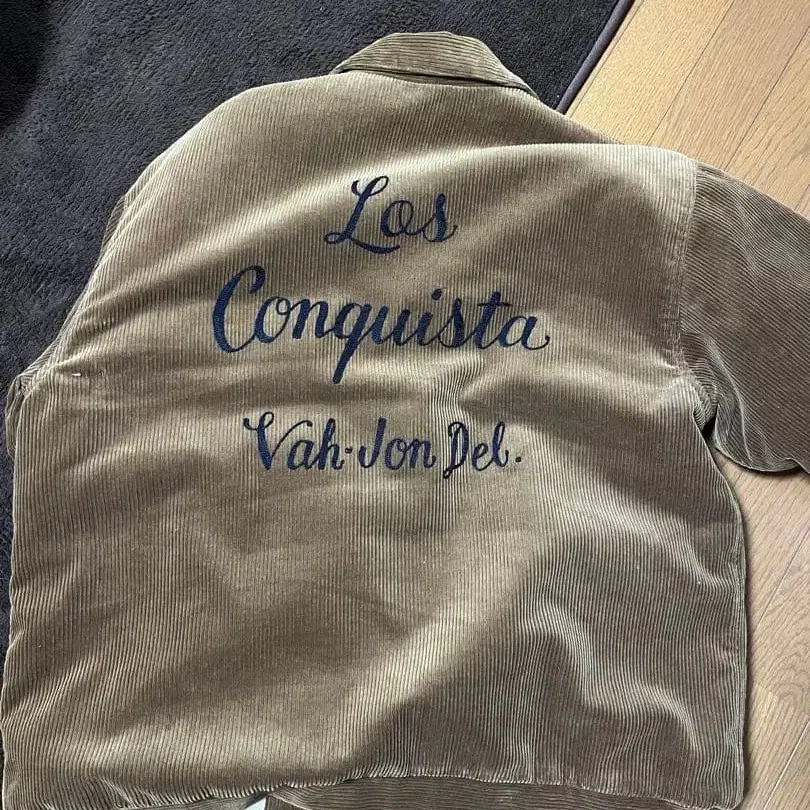 Los
Conquista
Vah-Jon Del.